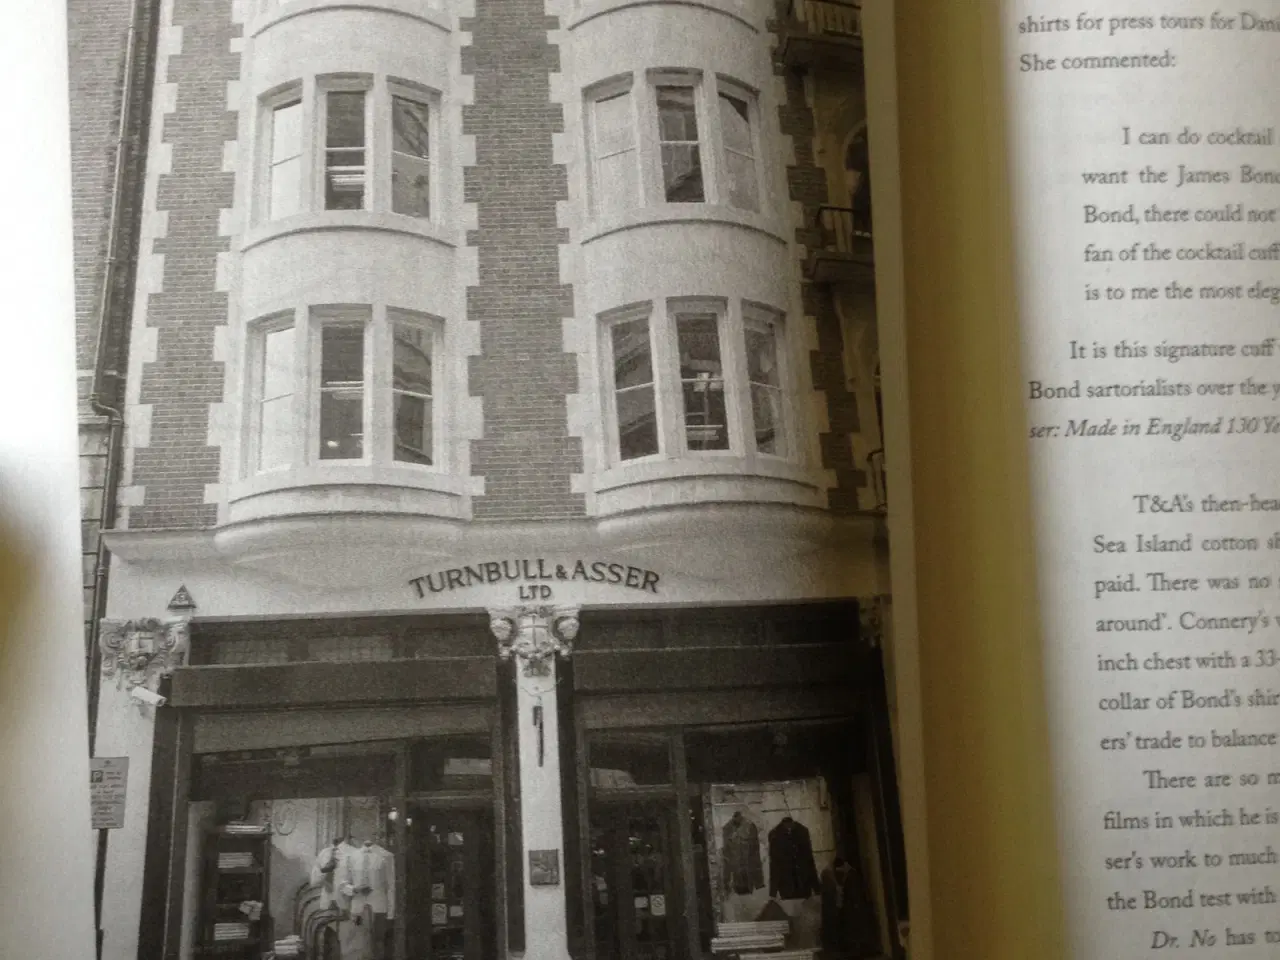 TURNBULL & ASSER
LTD
P
shirts for press tours for Dan
She commented:
I can do cocktail
want the James Bond
Bond, there could not
fan of the cocktail cuff
is to me the most eleg
It is this signature cuff
Bond sartorialists over the y
ser: Made in England 130 Ye
T&A's then-hea
Sea Island cotton sh
paid. There was no
around'. Connery's
inch chest with a 33-
collar of Bond's shir
ers' trade to balance
There are so m
films in which he is
ser's work to much
the Bond test with
Dr. No has to